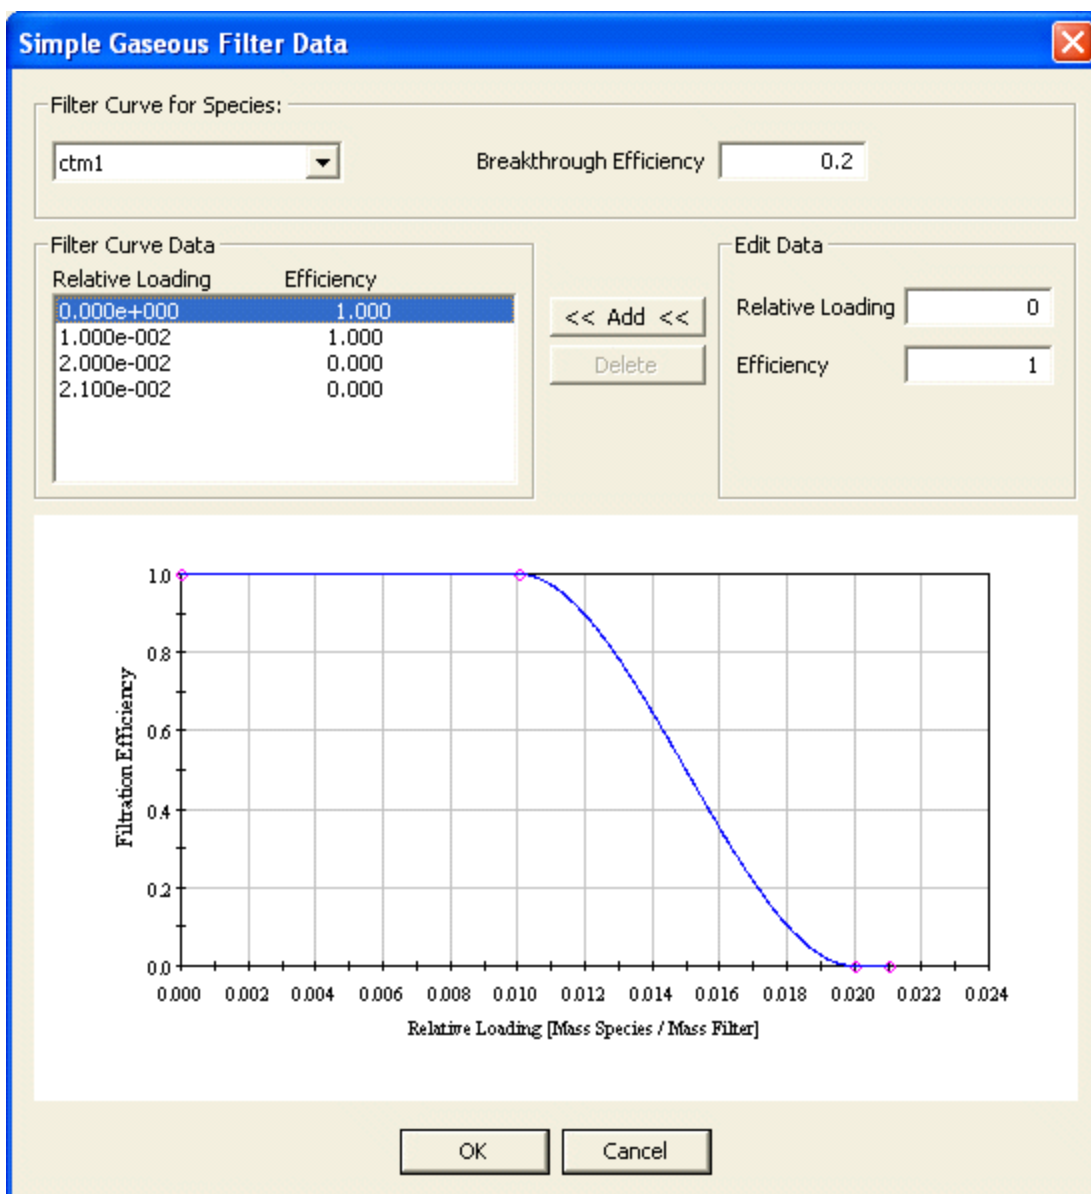 Simple Gaseous Filter Data
Filter Curve for Species:
ctm1
Breakthrough Efficiency 0.2
Filter Curve Data
Relative Loading Efficiency
0.000e+000 1.000
1.000e-002 1.000
2.000e-002 0.000
2.100e-002 0.000
<< Add <<
Delete
Edit Data
Relative Loading 0
Efficiency 1
1.0
0.8
0.6
0.4
0.2
0.0
Filtration Efficiency
0.000 0.002 0.004 0.006 0.008 0.010 0.012 0.014 0.016 0.018 0.020 0.022 0.024
Relative Loading [Mass Species / Mass Filter]
OK Cancel